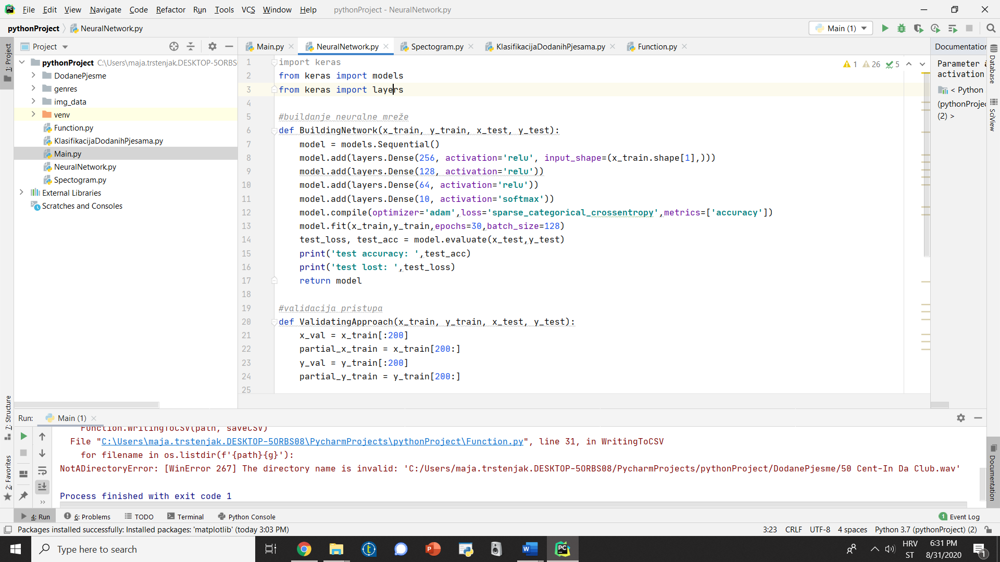 File Edit View Navigate Code Refactor Run Tools VCS Window Help pythonProject - NeuralNetwork.py
pythonProject NeuralNetwork.py Main (1)
1: Project
Project
Main.py NeuralNetwork.py Spectogram.py KlasifikacijaDodanihPjesama.py Function.py
Documentation
pythonProject C:\Users\maja.trstenjak.DESKTOP-5ORBS
DodanePjesme
genres
img_data
venv
Function.py
KlasifikacijaDodanihPjesama.py
Main.py
NeuralNetwork.py
Spectogram.py
External Libraries
Scratches and Consoles
1 26 5
1 import keras
2 from keras import models
3 from keras import layers
4
5 #buildanje neuralne mreže
6 def BuildingNetwork(x_train, y_train, x_test, y_test):
7 model = models.Sequential()
8 model.add(layers.Dense(256, activation='relu', input_shape=(x_train.shape[1],)))
9 model.add(layers.Dense(128, activation='relu'))
10 model.add(layers.Dense(64, activation='relu'))
11 model.add(layers.Dense(10, activation='softmax'))
12 model.compile(optimizer='adam',loss='sparse_categorical_crossentropy',metrics=['accuracy'])
13 model.fit(x_train,y_train,epochs=30,batch_size=128)
14 test_loss, test_acc = model.evaluate(x_test,y_test)
15 print('test accuracy: ',test_acc)
16 print('test lost: ',test_loss)
17 return model
18
19 #validacija pristupa
20 def ValidatingApproach(x_train, y_train, x_test, y_test):
21 x_val = x_train[:200]
22 partial_x_train = x_train[200:]
23 y_val = y_train[:200]
24 partial_y_train = y_train[200:]
25
Parameter
activation
< Python
(pythonProjec
(2) >
Database
SciView
7: Structure
2: Favorites
Documentation
Run: Main (1)
Function.WritingToCSV(path, saveCSV)
File "C:\Users\maja.trstenjak.DESKTOP-5ORBS08\PycharmProjects\pythonProject\Function.py", line 31, in WritingToCSV
for filename in os.listdir(f'{path}{g}'):
NotADirectoryError: [WinError 267] The directory name is invalid: 'C:/Users/maja.trstenjak.DESKTOP-5ORBS08/PycharmProjects/pythonProject/DodanePjesme/50 Cent-In Da Club.wav'
Process finished with exit code 1
4: Run 6: Problems TODO Terminal Python Console 1 Event Log
Packages installed successfully: Installed packages: 'matplotlib' (today 3:03 PM) 3:23 CRLF UTF-8 4 spaces Python 3.7 (pythonProject) (2)
Type here to search
HRV
ST
6:31 PM
8/31/2020
1